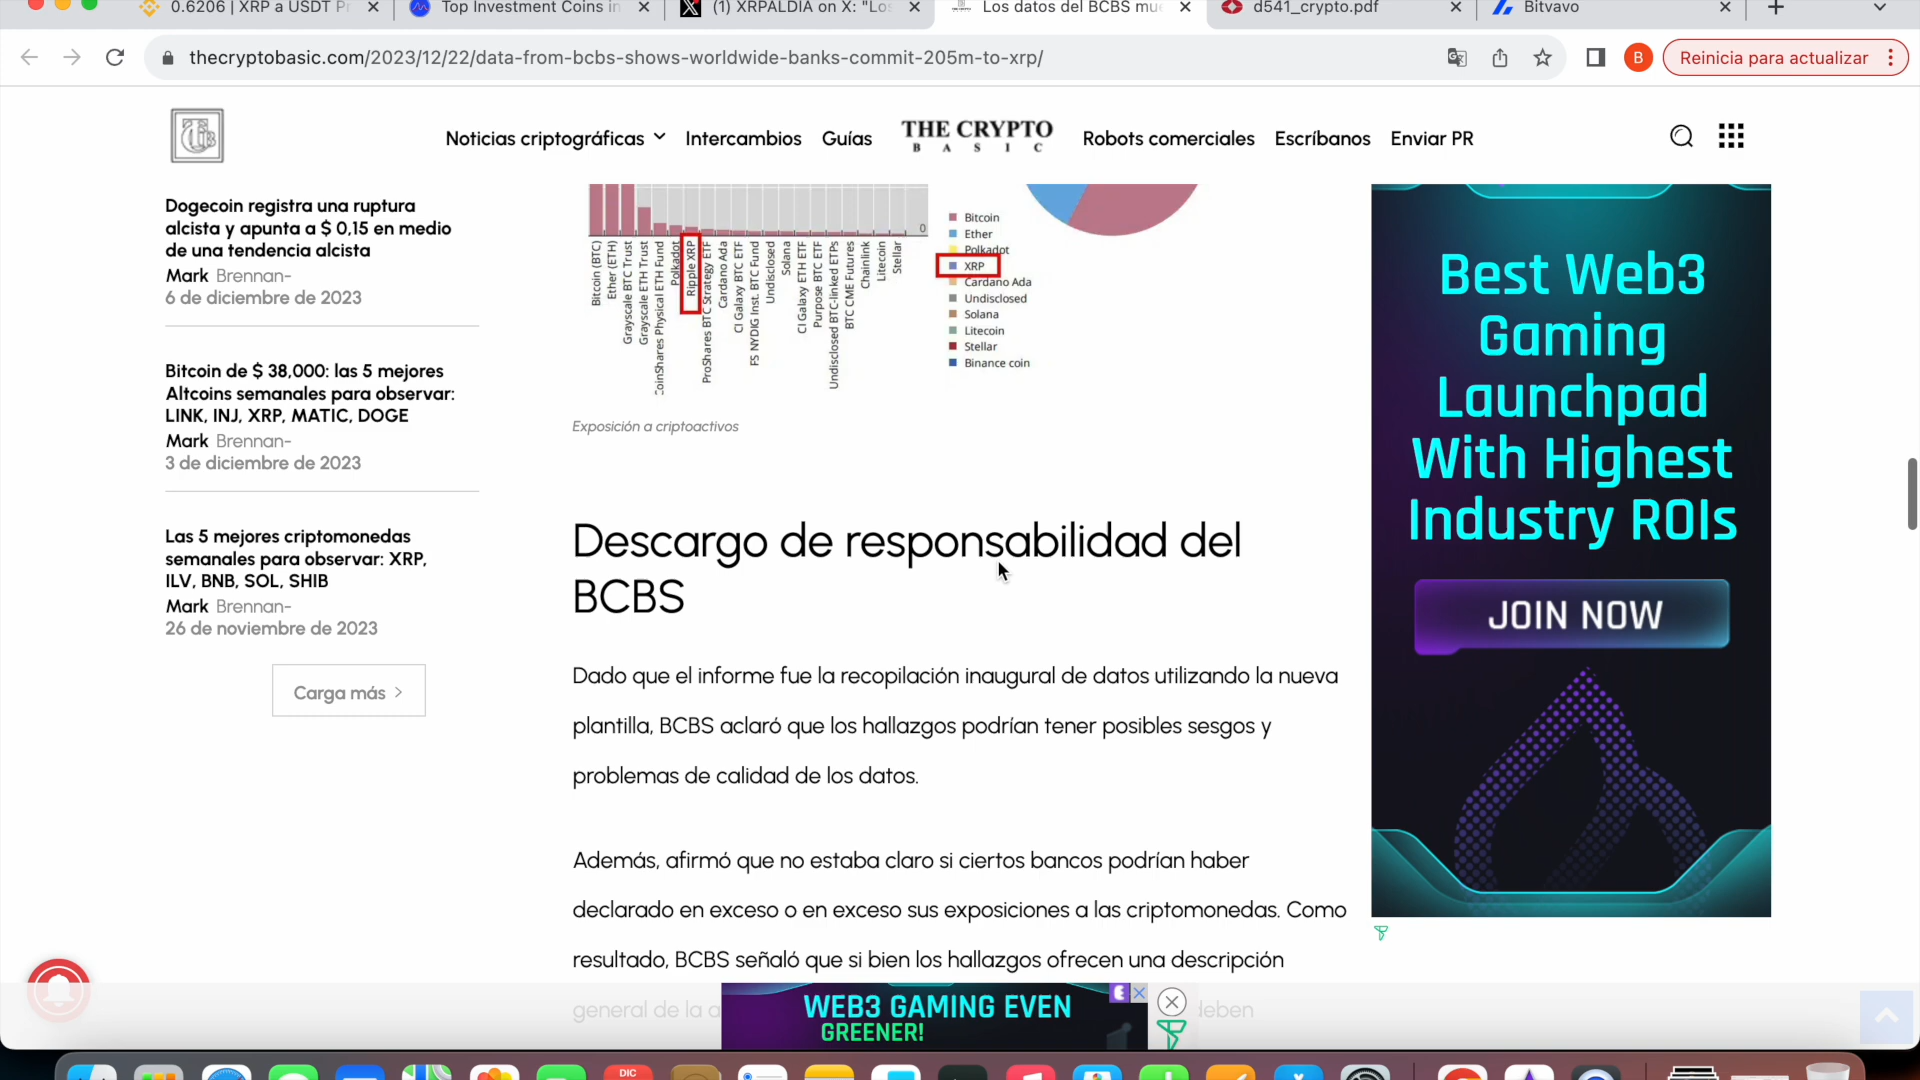 0.6206 | XRP a USDT Pr
Top Investment Coins in
(1) XRPALDIA on X: "Los
Los datos del BCBS mue
d541_crypto.pdf
Bitvavo
thecryptobasic.com/2023/12/22/data-from-bcbs-shows-worldwide-banks-commit-205m-to-xrp/
B
Reinicia para actualizar
Noticias criptográficas
Intercambios
Guías
THE CRYPTO
BASIC
Robots comerciales
Escríbanos
Enviar PR
Dogecoin registra una ruptura
alcista y apunta a $ 0,15 en medio
de una tendencia alcista
Mark Brennan-
6 de diciembre de 2023
Bitcoin de $ 38,000: las 5 mejores
Altcoins semanales para observar:
LINK, INJ, XRP, MATIC, DOGE
Mark Brennan-
3 de diciembre de 2023
Las 5 mejores criptomonedas
semanales para observar: XRP,
ILV, BNB, SOL, SHIB
Mark Brennan-
26 de noviembre de 2023
Carga más
0
Bitcoin (BTC)
Ether (ETH)
Grayscale BTC Trust
Grayscale ETH Trust
CoinShares Physical ETH Fund
Polkadot
Ripple XRP
ProShares BTC Strategy ETF
Cardano Ada
CI Galaxy BTC ETF
FS NYDIG Inst. BTC Fund
Undisclosed
Solana
CI Galaxy ETH ETF
Purpose BTC ETF
Undisclosed BTC-linked ETPs
BTC CME Futures
Chainlink
Litecoin
Stellar
Bitcoin
Ether
Polkadot
XRP
Cardano Ada
Undisclosed
Solana
Litecoin
Stellar
Binance coin
Exposición a criptoactivos
Descargo de responsabilidad del
BCBS
Dado que el informe fue la recopilación inaugural de datos utilizando la nueva
plantilla, BCBS aclaró que los hallazgos podrían tener posibles sesgos y
problemas de calidad de los datos.
Además, afirmó que no estaba claro si ciertos bancos podrían haber
declarado en exceso o en exceso sus exposiciones a las criptomonedas. Como
resultado, BCBS señaló que si bien los hallazgos ofrecen una descripción
general de la a
deben
Best Web3
Gaming
Launchpad
With Highest
Industry ROIs
JOIN NOW
WEB3 GAMING EVEN
GREENER!
DIC